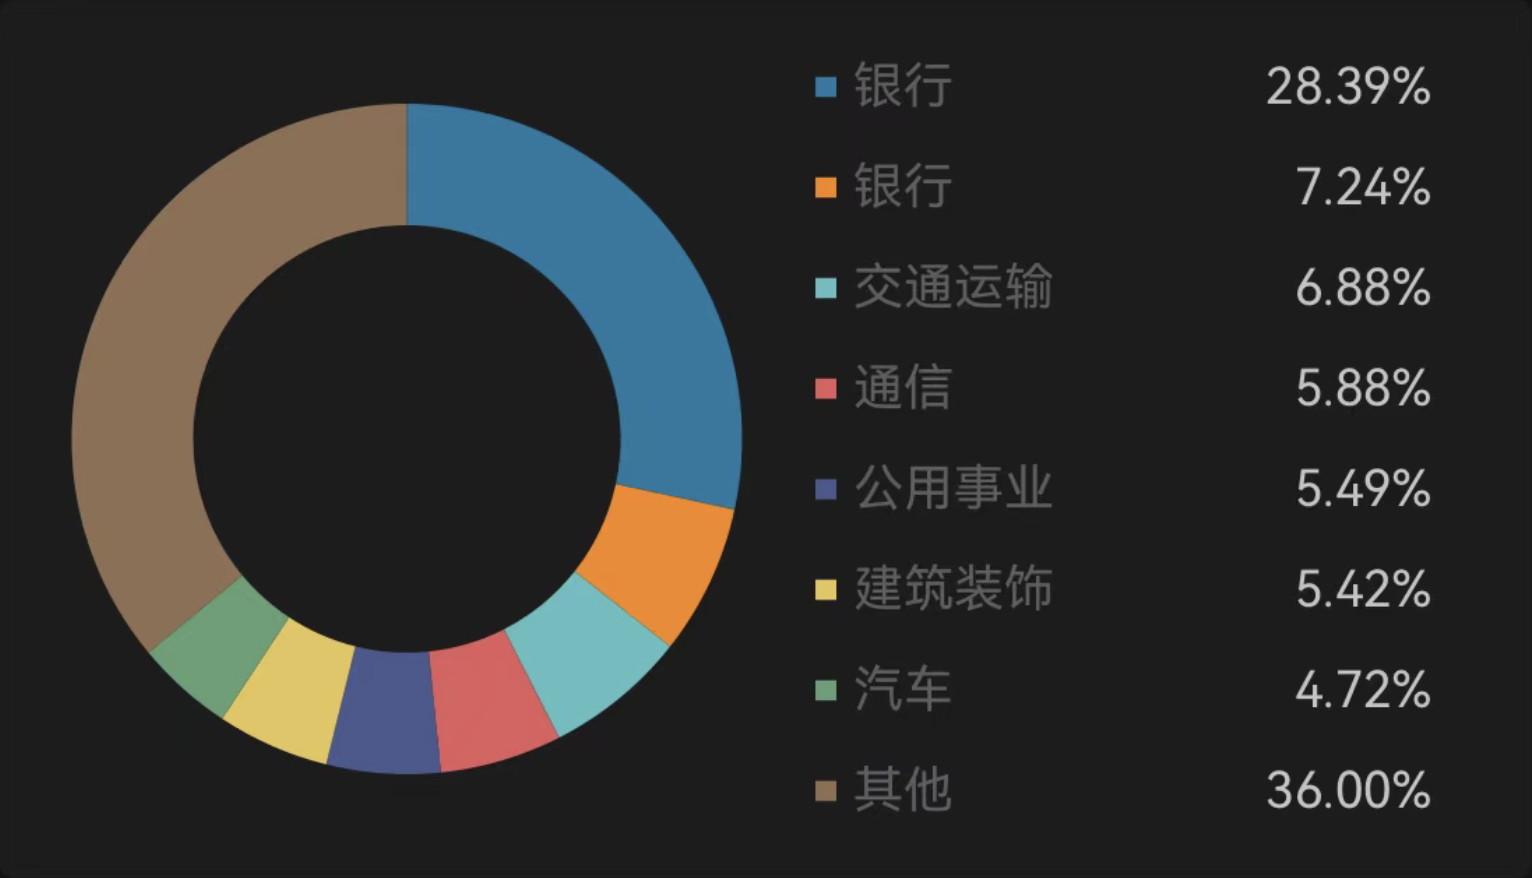 银行 28.39%
银行 7.24%
交通运输 6.88%
通信 5.88%
公用事业 5.49%
建筑装饰 5.42%
汽车 4.72%
其他 36.00%